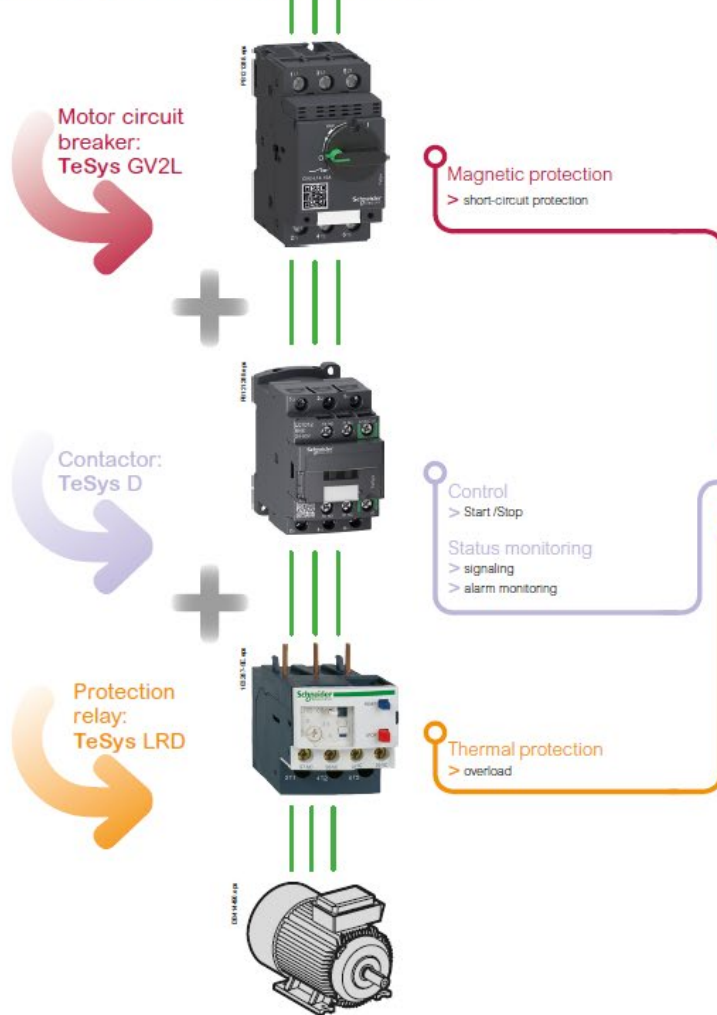 Motor circuit
breaker:
TeSys GV2L
Schneider
Magnetic protection
> short-circuit protection
Contactor:
TeSys D
Schneider
Control
> Start /Stop
Status monitoring
> signaling
> alarm monitoring
Protection
relay:
TeSys LRD
Schneider
Thermal protection
> overload